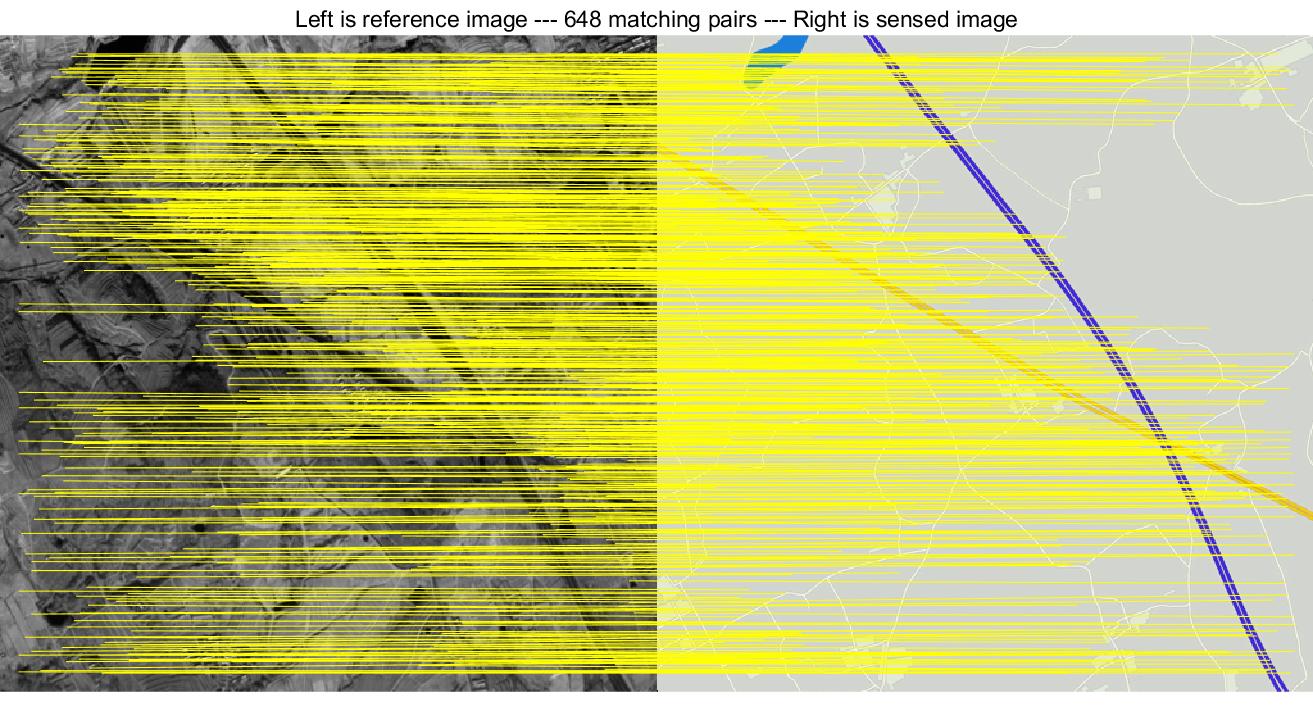 Left is reference image --- 648 matching pairs --- Right is sensed image